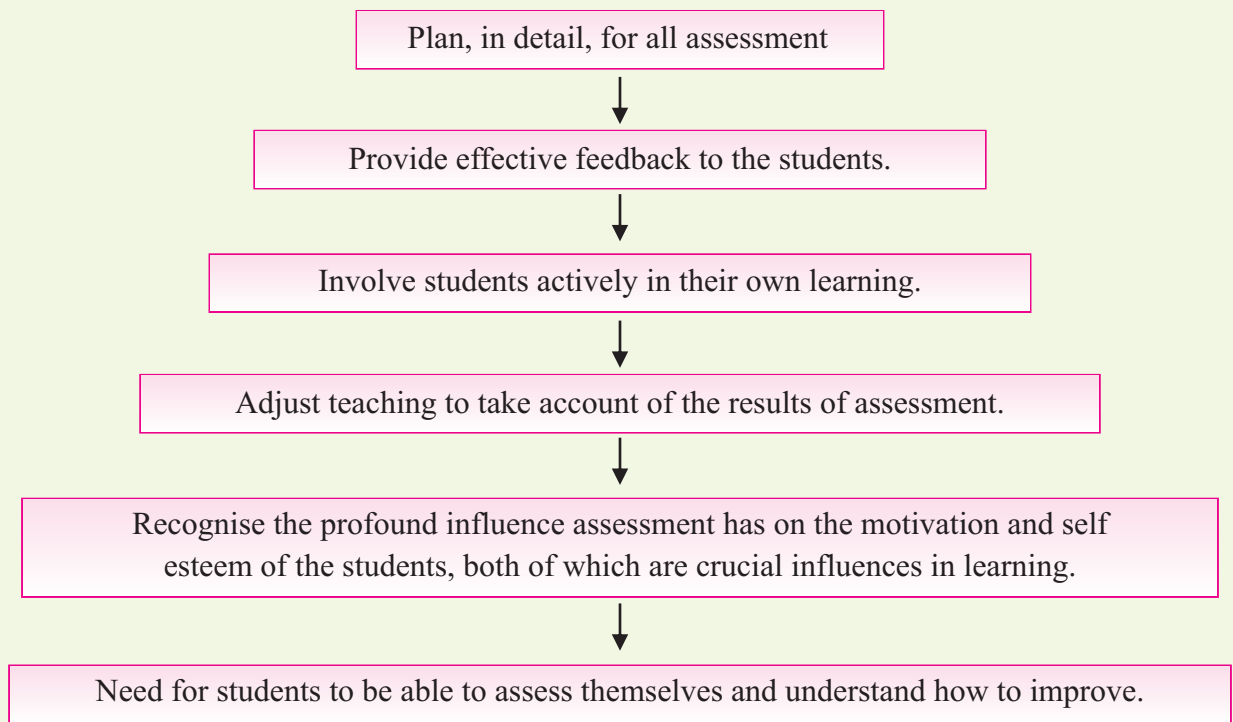 Plan, in detail, for all assessment
Provide effective feedback to the students.
Involve students actively in their own learning.
Adjust teaching to take account of the results of assessment.
Recognise the profound influence assessment has on the motivation and self
esteem of the students, both of which are crucial influences in learning.
Need for students to be able to assess themselves and understand how to improve.